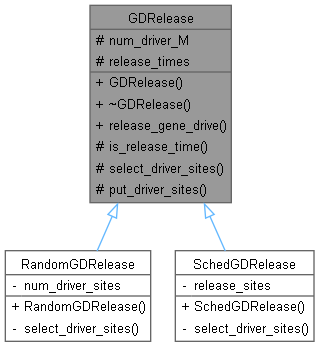 GDRelease
# num_driver_M
# release_times
+ GDRelease()
+ ~GDRelease()
+ release_gene_drive()
# is_release_time()
# select_driver_sites()
# put_driver_sites()
RandomGDRelease
- num_driver_sites
+ RandomGDRelease()
- select_driver_sites()
SchedGDRelease
- release_sites
+ SchedGDRelease()
- select_driver_sites()